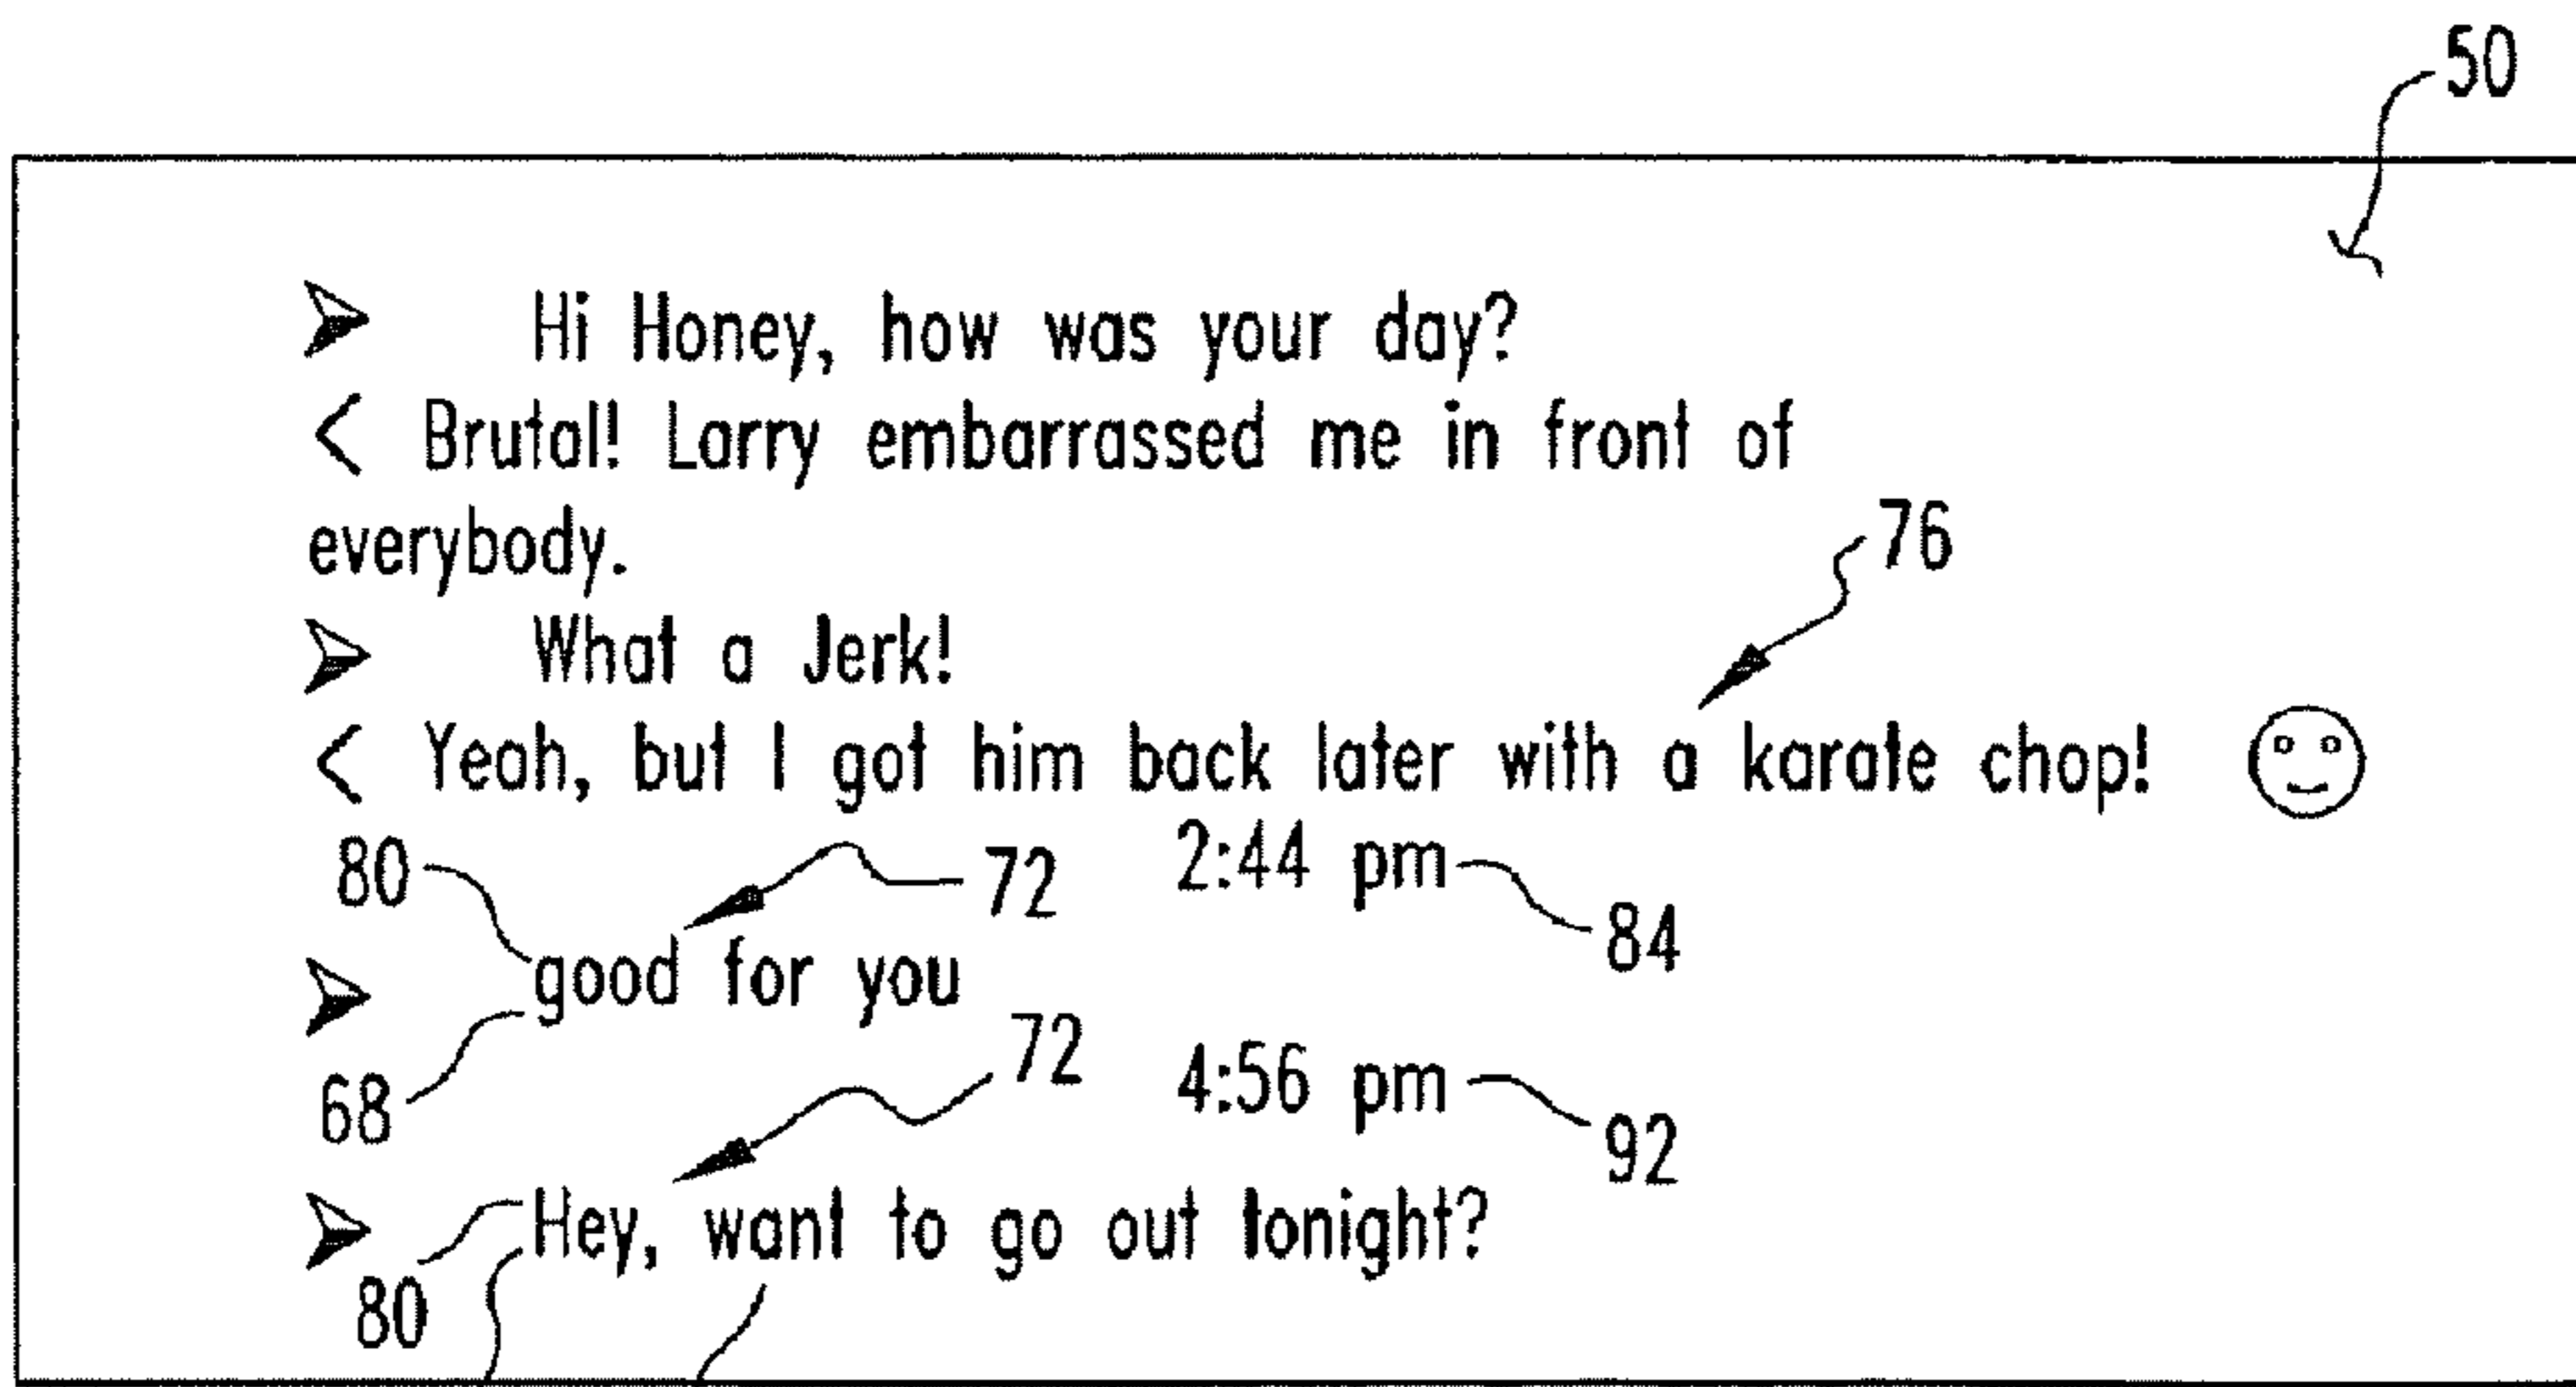 50
➢ Hi Honey, how was your day?
< Brutal! Larry embarrassed me in front of
everybody.
76
➢ What a Jerk!
< Yeah, but I got him back later with a karate chop! ☺
80 72 2:44 pm 84
➢ good for you
68 72 4:56 pm 92
➢ Hey, want to go out tonight?
80